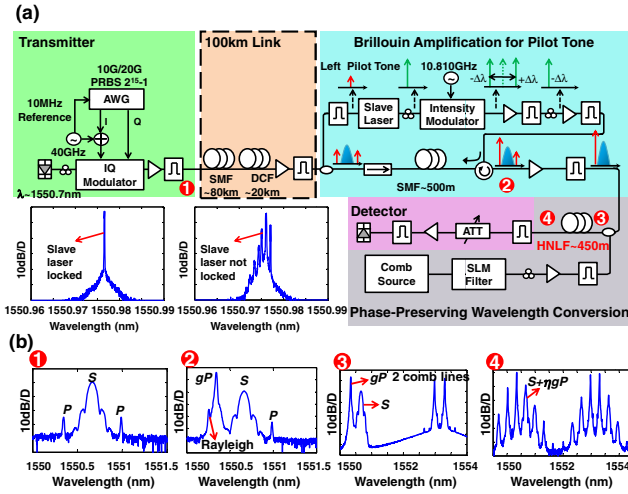 (a)
Transmitter
10G/20G
PRBS 2¹⁵-1
10MHz
Reference
AWG
I
Q
40GHz
IQ
Modulator
λ~1550.7nm
1
100km Link
SMF
~80km
DCF
~20km
Brillouin Amplification for Pilot Tone
Left Pilot Tone
10.810GHz
-Δλ
+Δλ
-Δλ
Slave
Laser
Intensity
Modulator
SMF~500m
2
Detector
ATT
4
3
HNLF~450m
Comb
Source
SLM
Filter
Phase-Preserving Wavelength Conversion
10dB/D
Slave
laser
locked
1550.96
1550.97
1550.98
1550.99
Wavelength (nm)
10dB/D
Slave
laser not
locked
1550.96
1550.97
1550.98
1550.99
Wavelength (nm)
(b)
1
10dB/D
P
S
P
1550
1550.5
1551
1551.5
Wavelength (nm)
2
10dB/D
gP
S
P
Rayleigh
1550
1550.5
1551
1551.5
Wavelength (nm)
3
10dB/D
gP
2 comb lines
S
1550
1552
1554
Wavelength (nm)
4
10dB/D
S+ηgP
1550
1552
1554
Wavelength (nm)